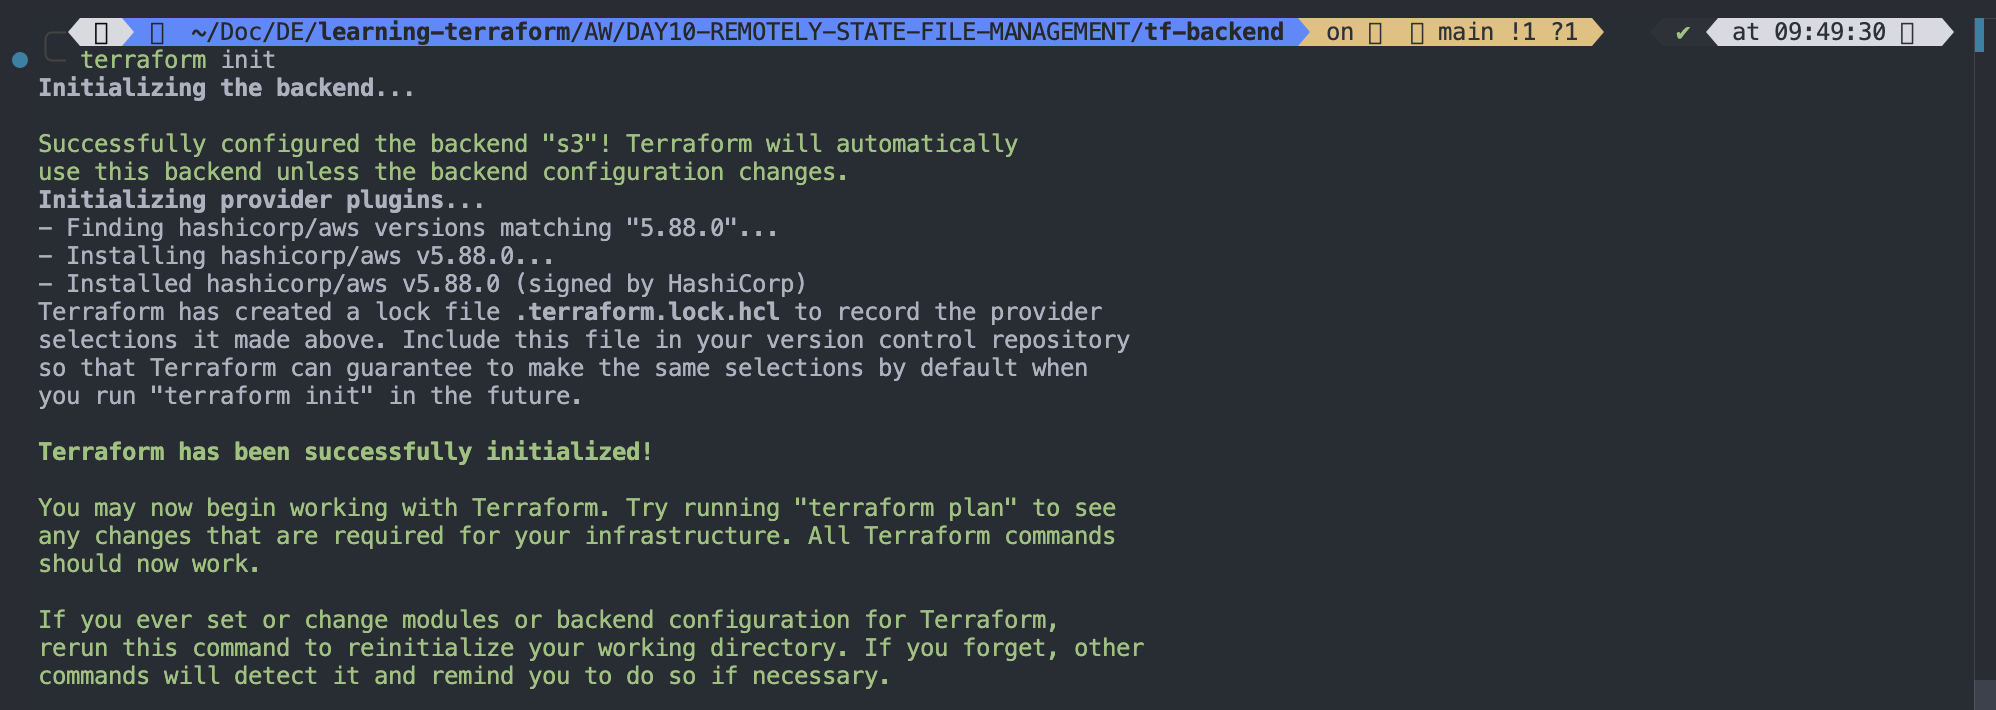 ~/Doc/DE/learning-terraform/AW/DAY10-REMOTELY-STATE-FILE-MANAGEMENT/tf-backend on main !1 ?1 ✔ at 09:49:30
terraform init
Initializing the backend...
Successfully configured the backend "s3"! Terraform will automatically
use this backend unless the backend configuration changes.
Initializing provider plugins...
- Finding hashicorp/aws versions matching "5.88.0"...
- Installing hashicorp/aws v5.88.0...
- Installed hashicorp/aws v5.88.0 (signed by HashiCorp)
Terraform has created a lock file .terraform.lock.hcl to record the provider
selections it made above. Include this file in your version control repository
so that Terraform can guarantee to make the same selections by default when
you run "terraform init" in the future.
Terraform has been successfully initialized!
You may now begin working with Terraform. Try running "terraform plan" to see
any changes that are required for your infrastructure. All Terraform commands
should now work.
If you ever set or change modules or backend configuration for Terraform,
rerun this command to reinitialize your working directory. If you forget, other
commands will detect it and remind you to do so if necessary.